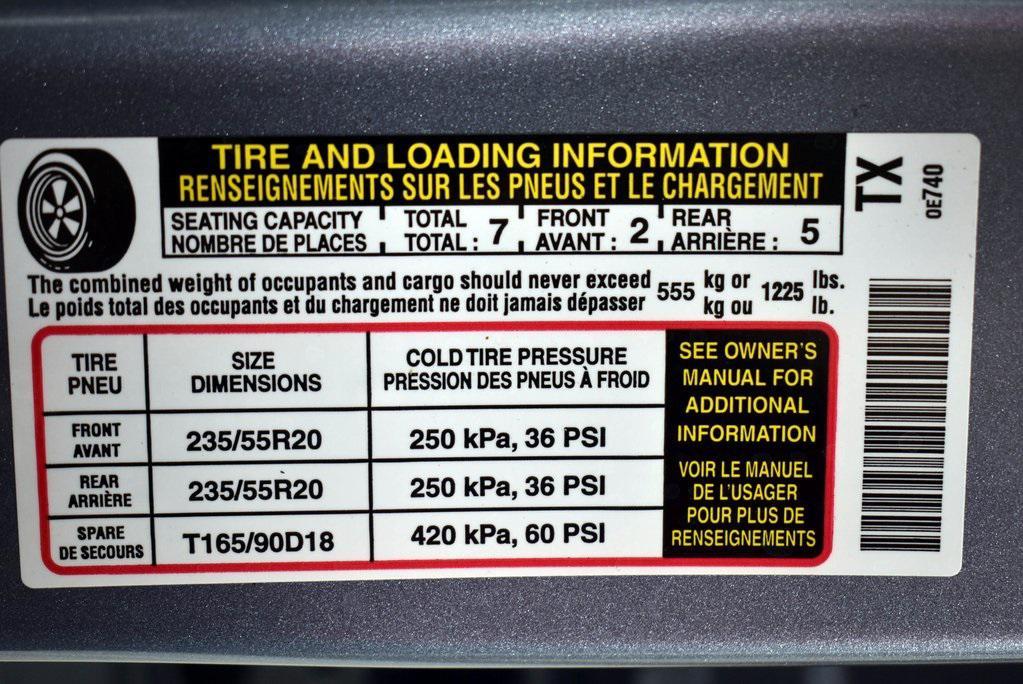 TIRE AND LOADING INFORMATION
RENSEIGNEMENTS SUR LES PNEUS ET LE CHARGEMENT
SEATING CAPACITY TOTAL 7 FRONT 2 REAR 5
NOMBRE DE PLACES TOTAL : AVANT : ARRIÈRE :
The combined weight of occupants and cargo should never exceed 555 kg or 1225 lbs.
Le poids total des occupants et du chargement ne doit jamais dépasser kg ou lb.
TIRE SIZE COLD TIRE PRESSURE
PNEU DIMENSIONS PRESSION DES PNEUS À FROID
FRONT
AVANT 235/55R20 250 kPa, 36 PSI
REAR
ARRIÈRE 235/55R20 250 kPa, 36 PSI
SPARE
DE SECOURS T165/90D18 420 kPa, 60 PSI
SEE OWNER'S
MANUAL FOR
ADDITIONAL
INFORMATION
VOIR LE MANUEL
DE L'USAGER
POUR PLUS DE
RENSEIGNEMENTS
TX
0E740